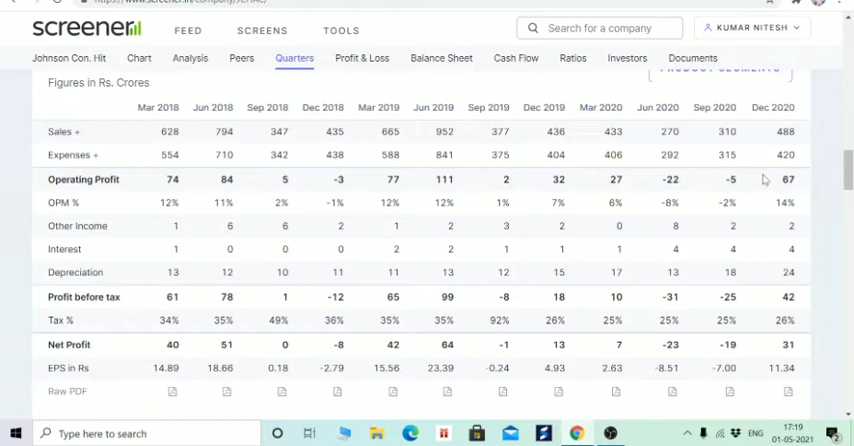 https://www.screener.in/company/JCHAC/
screener FEED SCREENS TOOLS Search for a company KUMAR NITESH
Johnson Con. Hit Chart Analysis Peers Quarters Profit & Loss Balance Sheet Cash Flow Ratios Investors Documents
PRODUCT SEGMENTS
Figures in Rs. Crores
Mar 2018 Jun 2018 Sep 2018 Dec 2018 Mar 2019 Jun 2019 Sep 2019 Dec 2019 Mar 2020 Jun 2020 Sep 2020 Dec 2020
Sales + 628 794 347 435 665 952 377 436 433 270 310 488
Expenses + 554 710 342 438 588 841 375 404 406 292 315 420
Operating Profit 74 84 5 -3 77 111 2 32 27 -22 -5 67
OPM % 12% 11% 2% -1% 12% 12% 1% 7% 6% -8% -2% 14%
Other Income 1 6 6 2 1 2 3 2 0 8 2 2
Interest 1 0 0 0 2 2 1 1 1 4 4 4
Depreciation 13 12 10 11 11 13 12 15 17 13 18 24
Profit before tax 61 78 1 -12 65 99 -8 18 10 -31 -25 42
Tax % 34% 35% 49% 36% 35% 35% 92% 26% 25% 25% 25% 26%
Net Profit 40 51 0 -8 42 64 -1 13 7 -23 -19 31
EPS in Rs 14.89 18.66 0.18 -2.79 15.56 23.39 -0.24 4.93 2.63 -8.51 -7.00 11.34
Raw PDF
Type here to search ENG 17:19
01-05-2021 2